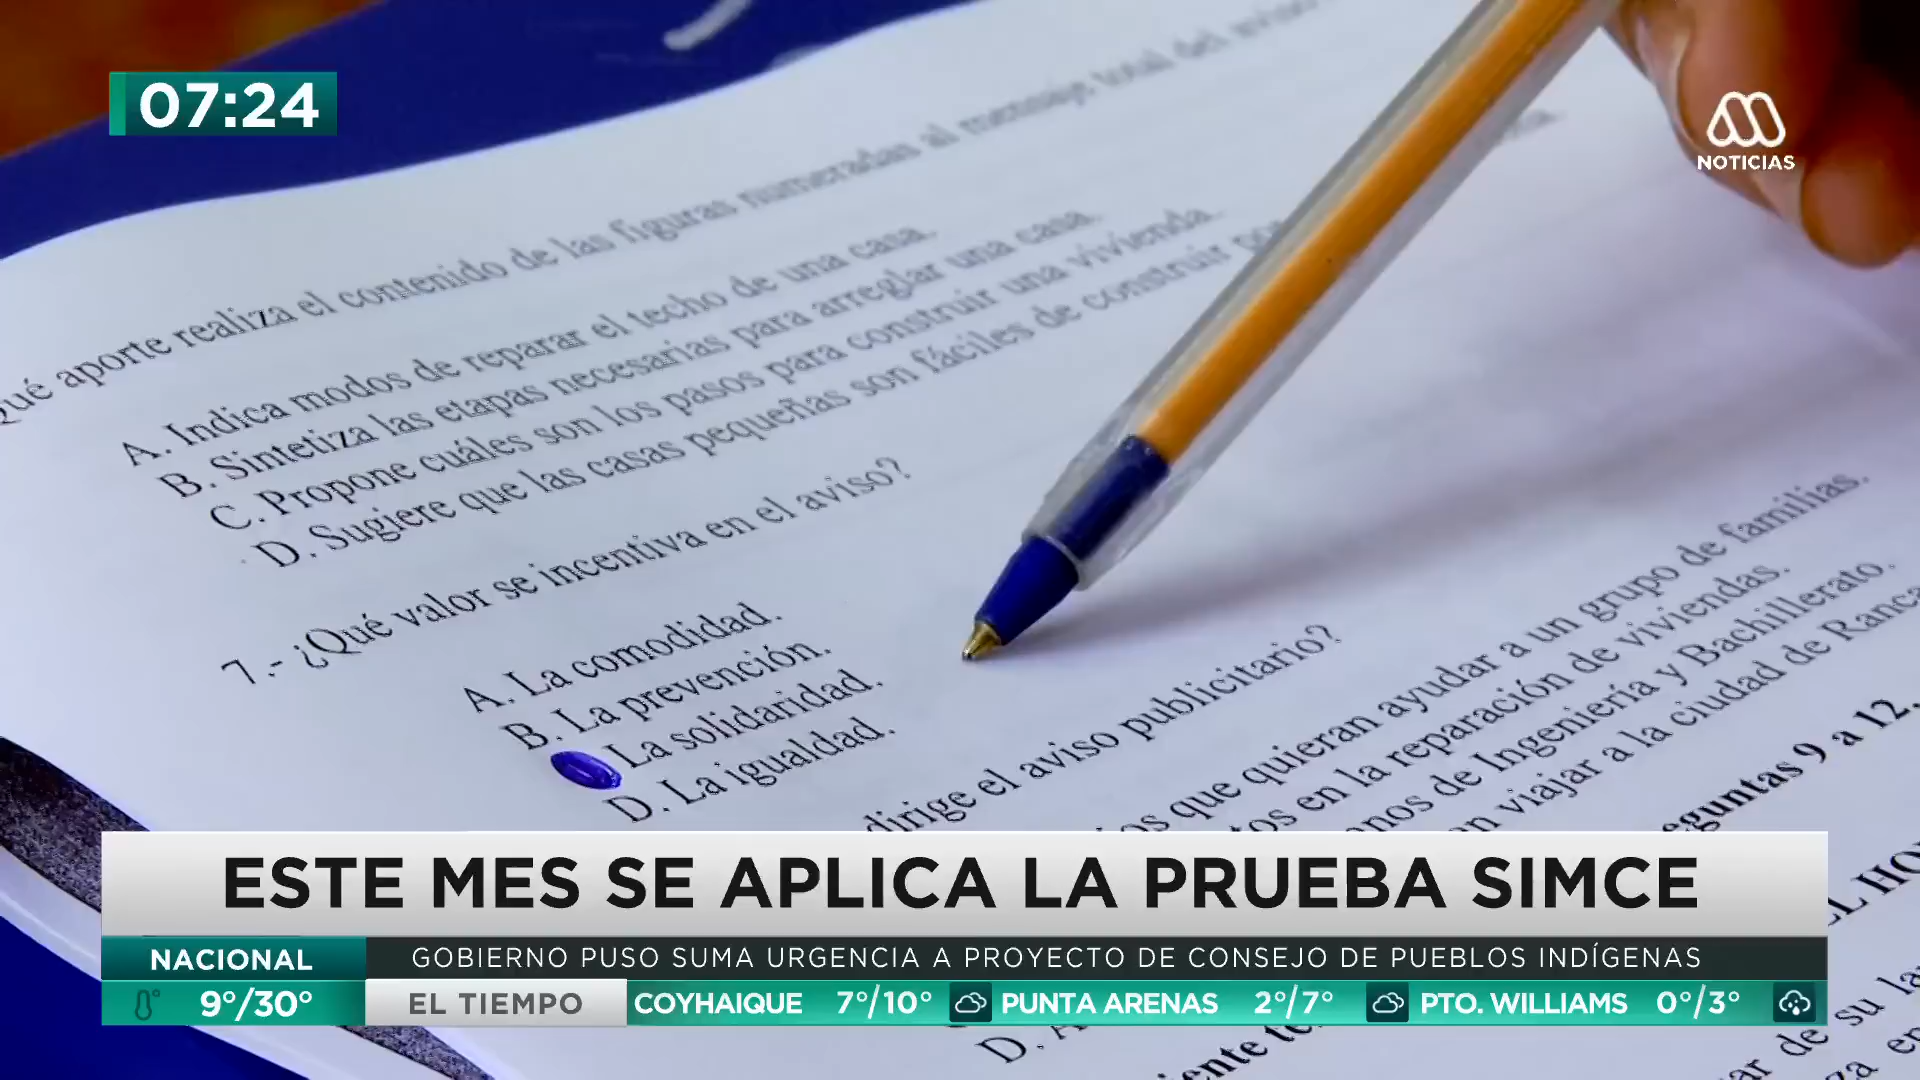 07:24
NOTICIAS
Qué aporte realiza el contenido de las figuras numeradas al mensaje total del aviso
A. Indica modos de reparar el techo de una casa.
B. Sintetiza las etapas necesarias para arreglar una casa.
C. Propone cuáles son los pasos para construir una vivienda.
D. Sugiere que las casas pequeñas son fáciles de construir
7.- ¿Qué valor se incentiva en el aviso?
A. La comodidad.
B. La prevención.
La solidaridad.
D. La igualdad.
dirige el aviso publicitario?
que quieran ayudar a un grupo de familias.
en la reparación de viviendas.
de Ingeniería y Bachillerato.
viajar a la ciudad de
9 a 12,
D.
de su
ESTE MES SE APLICA LA PRUEBA SIMCE
NACIONAL GOBIERNO PUSO SUMA URGENCIA A PROYECTO DE CONSEJO DE PUEBLOS INDÍGENAS
9°/30° EL TIEMPO COYHAIQUE 7°/10° PUNTA ARENAS 2°/7° PTO. WILLIAMS 0°/3°